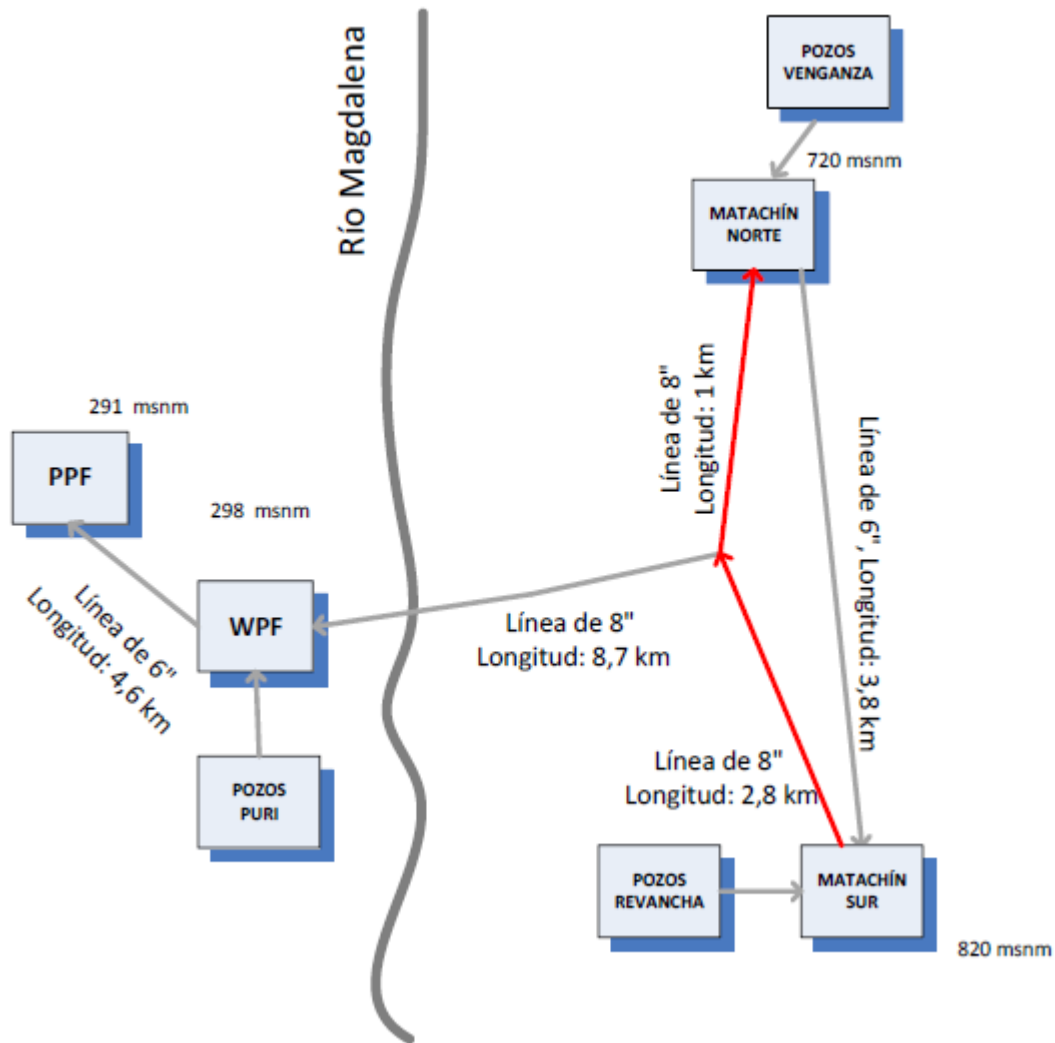 POZOS
VENGANZA
Río Magdalena
720 msnm
MATACHÍN
NORTE
Línea de 8"
Longitud: 1 km
Línea de 6", Longitud: 3,8 km
291 msnm
PPF
298 msnm
Línea de 6"
Longitud: 4,6 km
WPF
Línea de 8"
Longitud: 8,7 km
POZOS
PURI
Línea de 8"
Longitud: 2,8 km
POZOS
REVANCHA
MATACHÍN
SUR
820 msnm